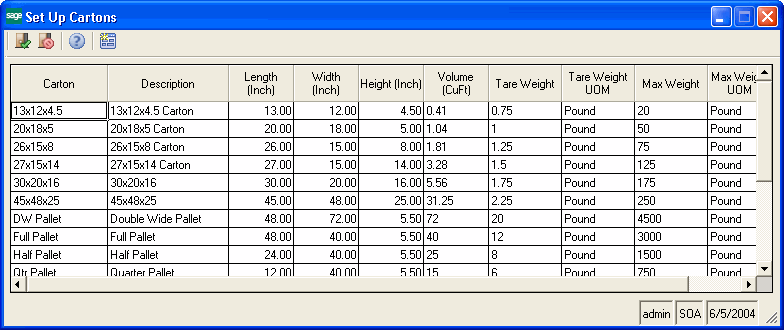 sage Set Up Cartons
Carton Description Length (Inch) Width (Inch) Height (Inch) Volume (CuFt) Tare Weight Tare Weight UOM Max Weight Max Weig UOM
13x12x4.5 13x12x4.5 Carton 13.00 12.00 4.50 0.41 0.75 Pound 20 Pound
20x18x5 20x18x5 Carton 20.00 18.00 5.00 1.04 1 Pound 50 Pound
26x15x8 26x15x8 Carton 26.00 15.00 8.00 1.81 1.25 Pound 75 Pound
27x15x14 27x15x14 Carton 27.00 15.00 14.00 3.28 1.5 Pound 125 Pound
30x20x16 30x20x16 30.00 20.00 16.00 5.56 1.75 Pound 175 Pound
45x48x25 45x48x25 45.00 48.00 25.00 31.25 2.25 Pound 250 Pound
DW Pallet Double Wide Pallet 48.00 72.00 5.50 72 20 Pound 4500 Pound
Full Pallet Full Pallet 48.00 40.00 5.50 40 12 Pound 3000 Pound
Half Pallet Half Pallet 24.00 40.00 5.50 25 8 Pound 1500 Pound
Qtr Pallet Quarter Pallet 12.00 40.00 5.50 15 6 Pound 750 Pound
admin SOA 6/5/2004